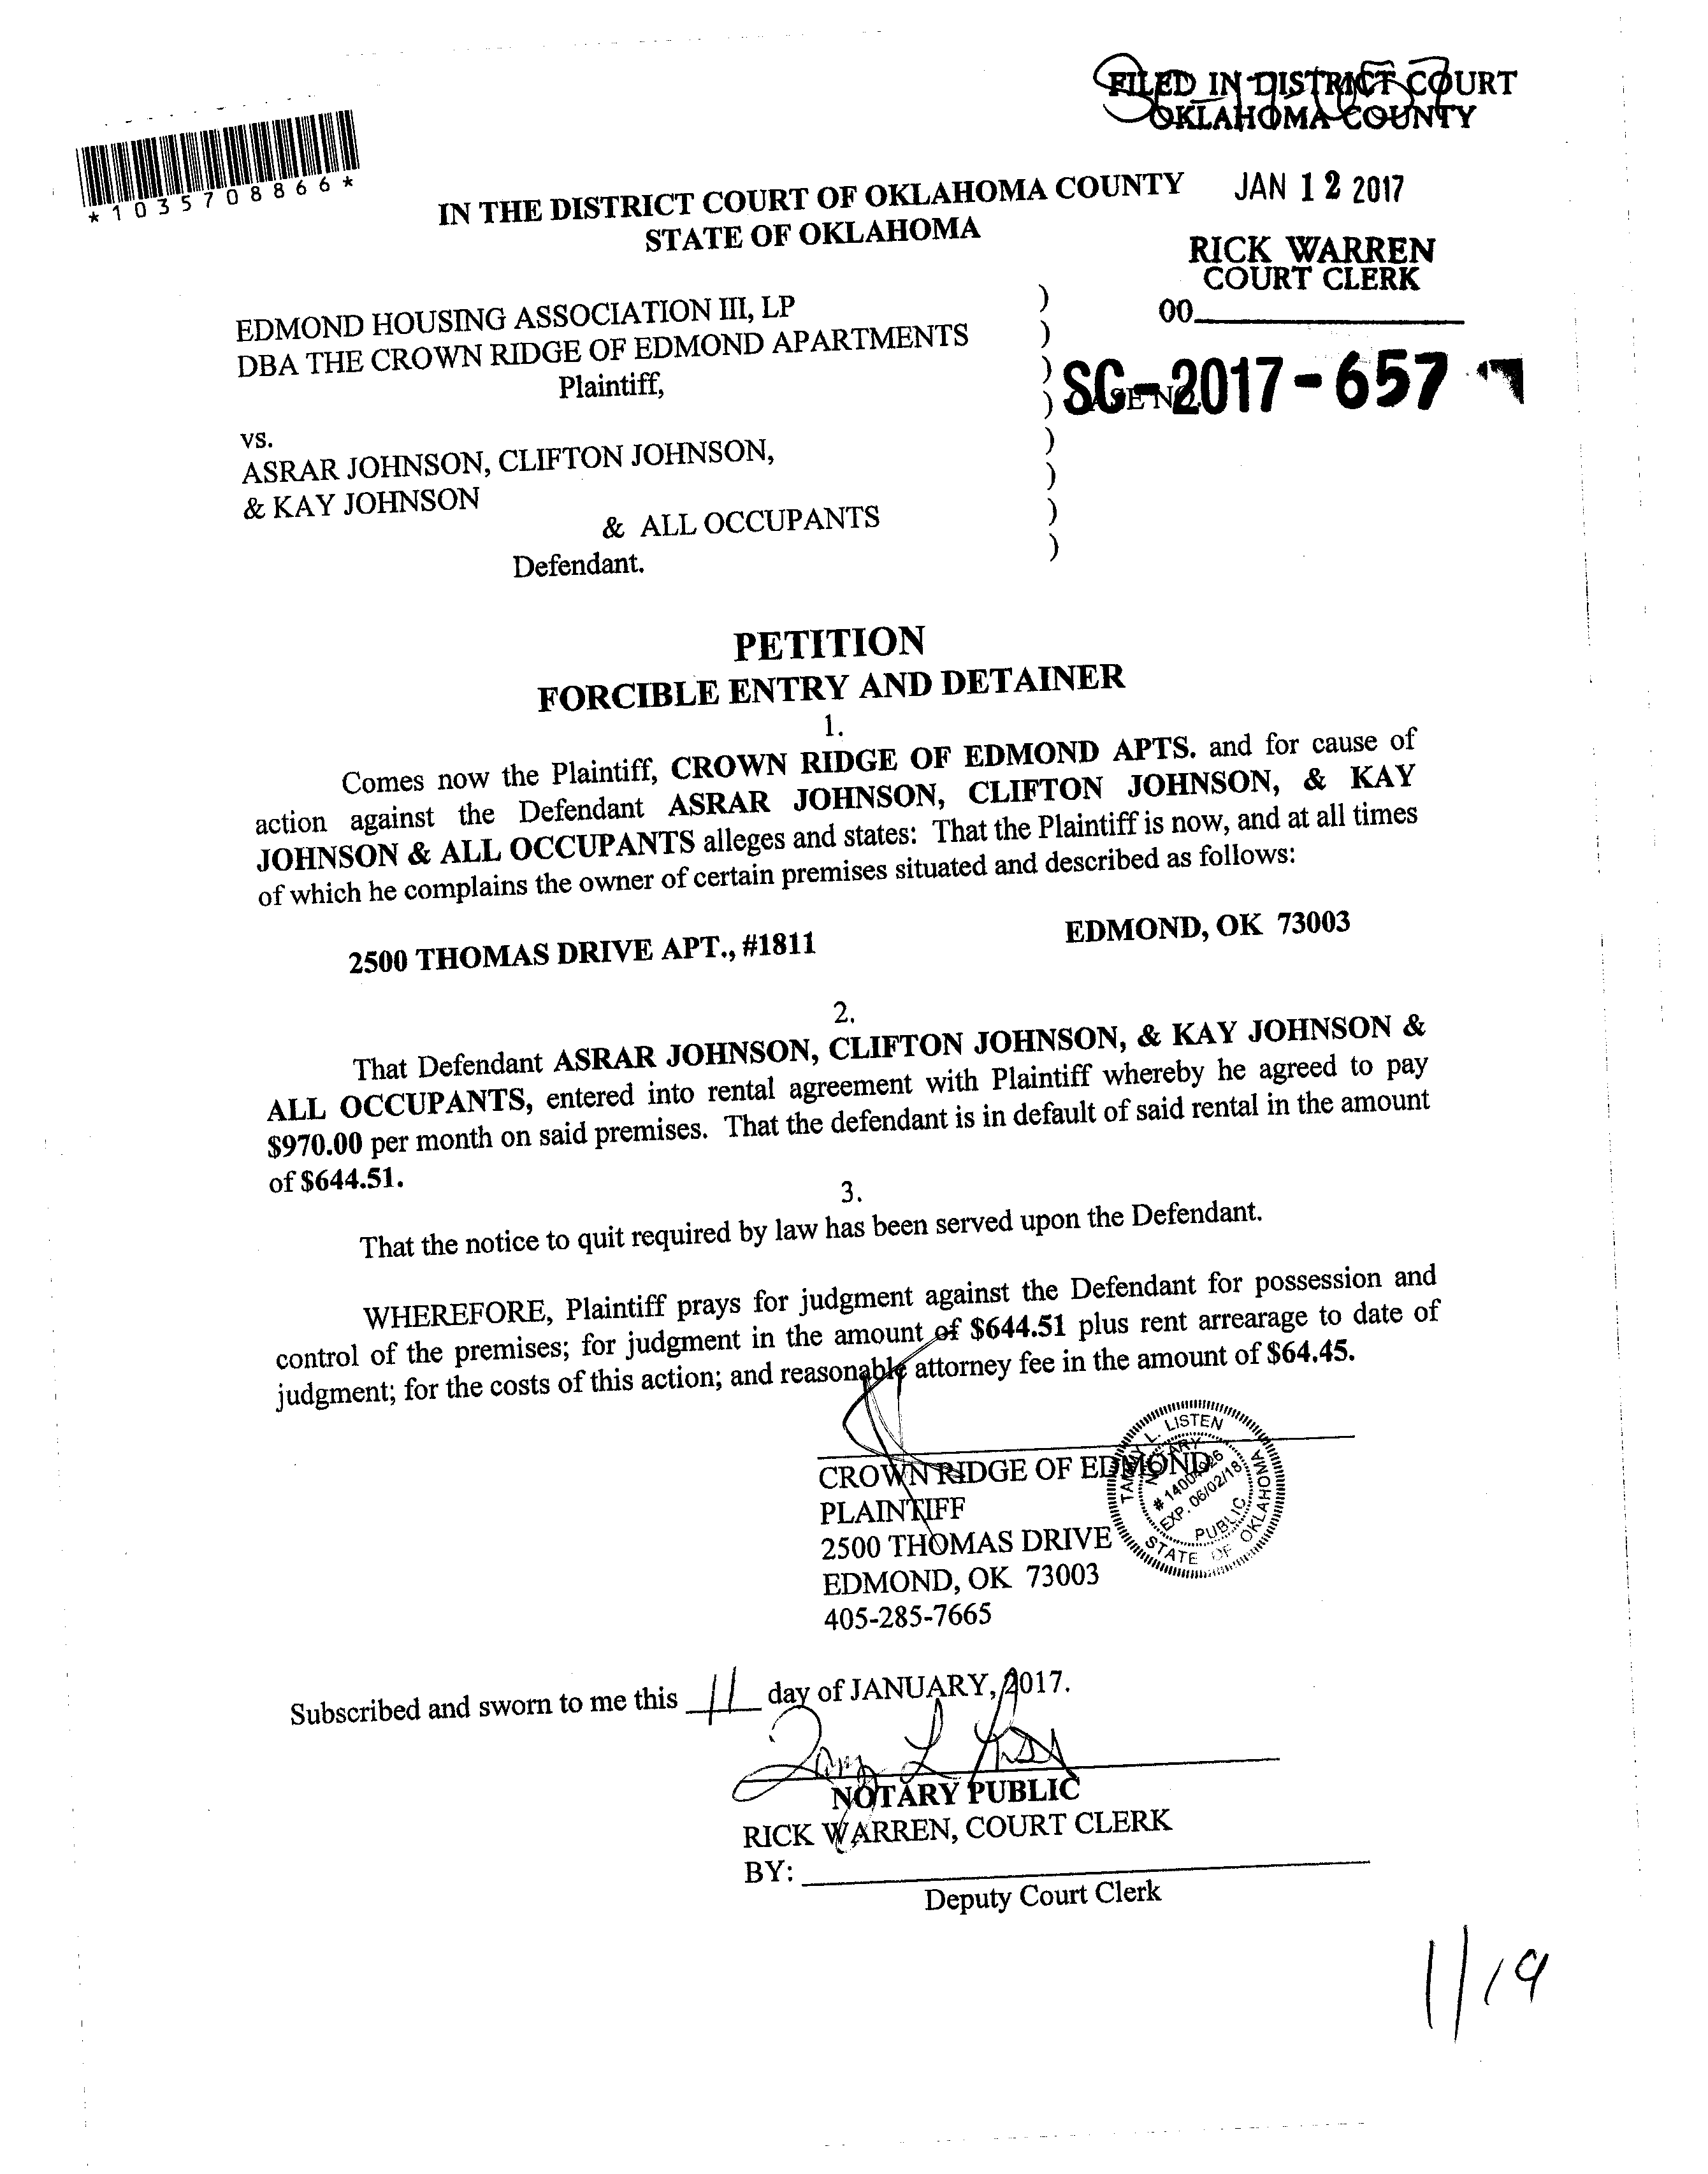 FILED IN DISTRICT COURT
OKLAHOMA COUNTY
*1035708866*
IN THE DISTRICT COURT OF OKLAHOMA COUNTY
STATE OF OKLAHOMA
JAN 12 2017
RICK WARREN
COURT CLERK
00
EDMOND HOUSING ASSOCIATION III, LP )
DBA THE CROWN RIDGE OF EDMOND APARTMENTS )
Plaintiff, )
) CASE NO.
SC-2017-657
vs. )
ASRAR JOHNSON, CLIFTON JOHNSON, )
& KAY JOHNSON
& ALL OCCUPANTS )
Defendant. )
PETITION
FORCIBLE ENTRY AND DETAINER
1.
Comes now the Plaintiff, CROWN RIDGE OF EDMOND APTS. and for cause of
action against the Defendant ASRAR JOHNSON, CLIFTON JOHNSON, & KAY
JOHNSON & ALL OCCUPANTS alleges and states: That the Plaintiff is now, and at all times
of which he complains the owner of certain premises situated and described as follows:
2500 THOMAS DRIVE APT., #1811 EDMOND, OK 73003
2.
That Defendant ASRAR JOHNSON, CLIFTON JOHNSON, & KAY JOHNSON &
ALL OCCUPANTS, entered into rental agreement with Plaintiff whereby he agreed to pay
$970.00 per month on said premises. That the defendant is in default of said rental in the amount
of $644.51.
3.
That the notice to quit required by law has been served upon the Defendant.
WHEREFORE, Plaintiff prays for judgment against the Defendant for possession and
control of the premises; for judgment in the amount of $644.51 plus rent arrearage to date of
judgment; for the costs of this action; and reasonable attorney fee in the amount of $64.45.
CROWN RIDGE OF EDMOND
PLAINTIFF
2500 THOMAS DRIVE
EDMOND, OK 73003
405-285-7665
L. LISTEN
NOTARY
EXP. 06/02/18
PUBLIC
STATE OF OKLAHOMA
Subscribed and sworn to me this 11 day of JANUARY, 2017.
NOTARY PUBLIC
RICK WARREN, COURT CLERK
BY:
Deputy Court Clerk
1/19